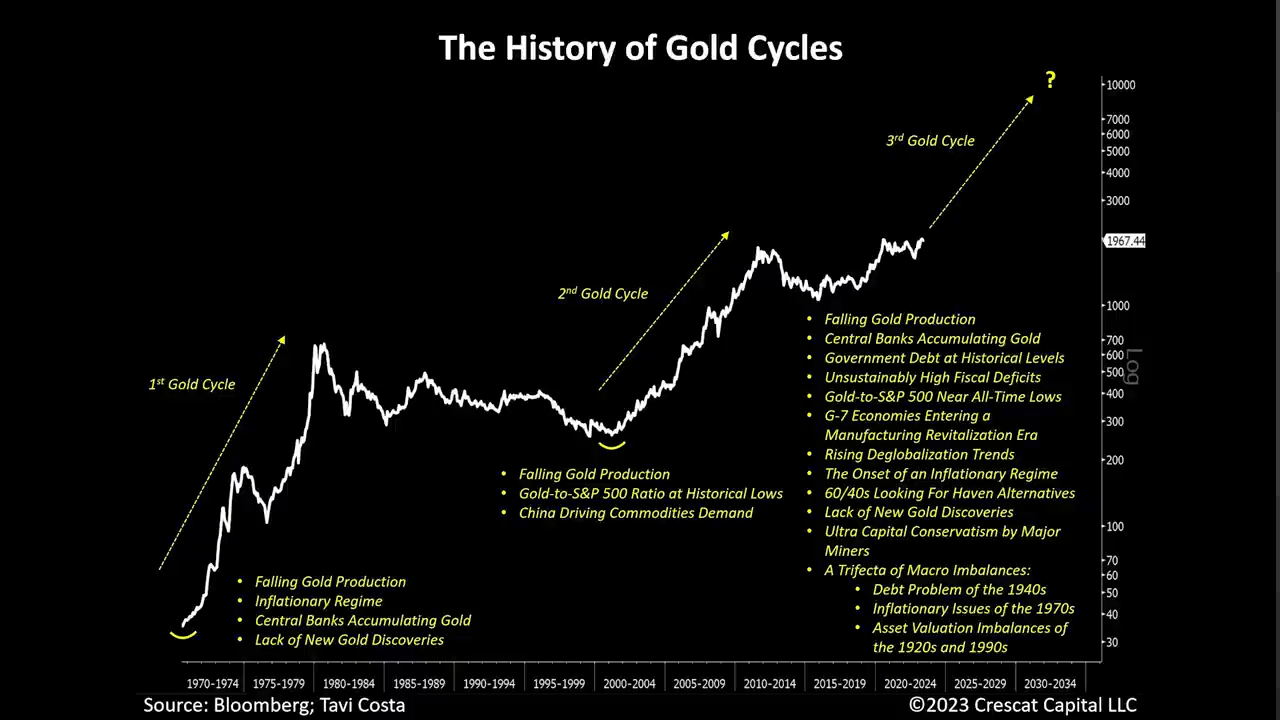 The History of Gold Cycles
?
3rd Gold Cycle
2nd Gold Cycle
1st Gold Cycle
10000
7000
6000
5000
4000
3000
1967.44
1000
700
600
500
400
300
200
100
70
60
50
40
30
Log
• Falling Gold Production
• Central Banks Accumulating Gold
• Government Debt at Historical Levels
• Unsustainably High Fiscal Deficits
• Gold-to-S&P 500 Near All-Time Lows
• G-7 Economies Entering a
Manufacturing Revitalization Era
• Rising Deglobalization Trends
• The Onset of an Inflationary Regime
• 60/40s Looking For Haven Alternatives
• Lack of New Gold Discoveries
• Ultra Capital Conservatism by Major
Miners
• A Trifecta of Macro Imbalances:
• Debt Problem of the 1940s
• Inflationary Issues of the 1970s
• Asset Valuation Imbalances of
the 1920s and 1990s
• Falling Gold Production
• Gold-to-S&P 500 Ratio at Historical Lows
• China Driving Commodities Demand
• Falling Gold Production
• Inflationary Regime
• Central Banks Accumulating Gold
• Lack of New Gold Discoveries
1970-1974 1975-1979 1980-1984 1985-1989 1990-1994 1995-1999 2000-2004 2005-2009 2010-2014 2015-2019 2020-2024 2025-2029 2030-2034
Source: Bloomberg; Tavi Costa
©2023 Crescat Capital LLC